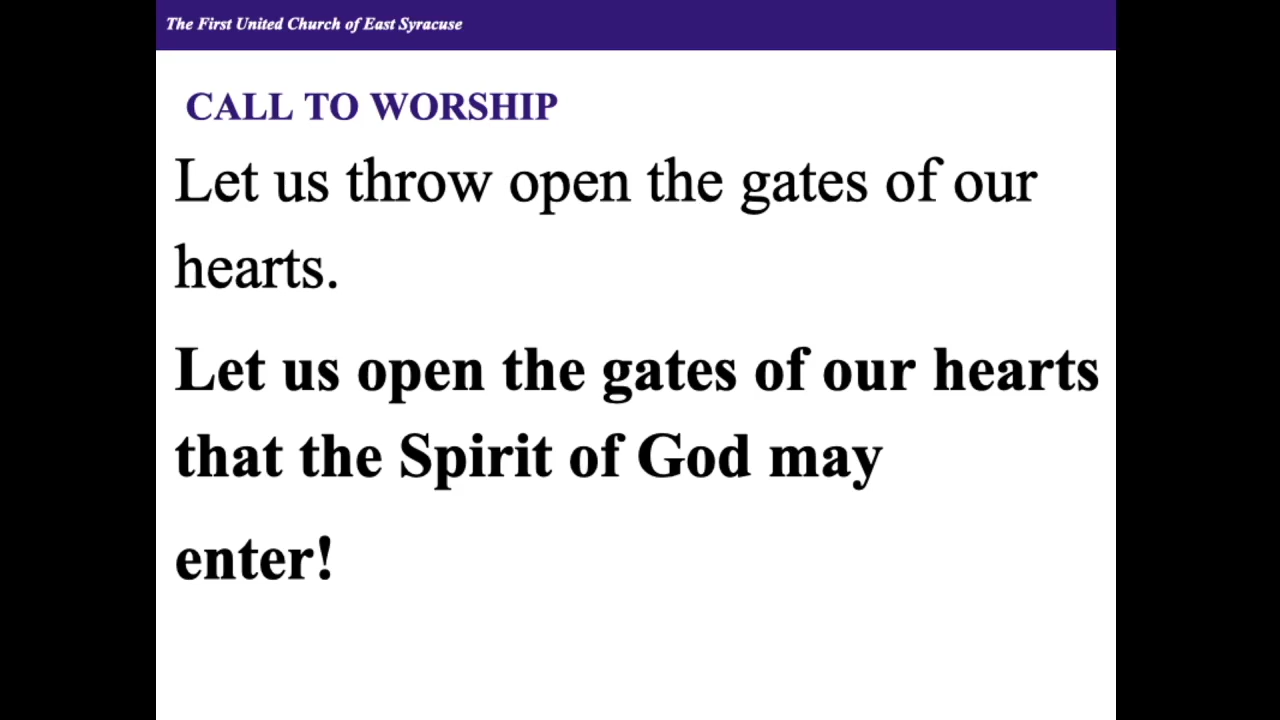 The First United Church of East Syracuse
CALL TO WORSHIP
Let us throw open the gates of our
hearts.
Let us open the gates of our hearts
that the Spirit of God may
enter!